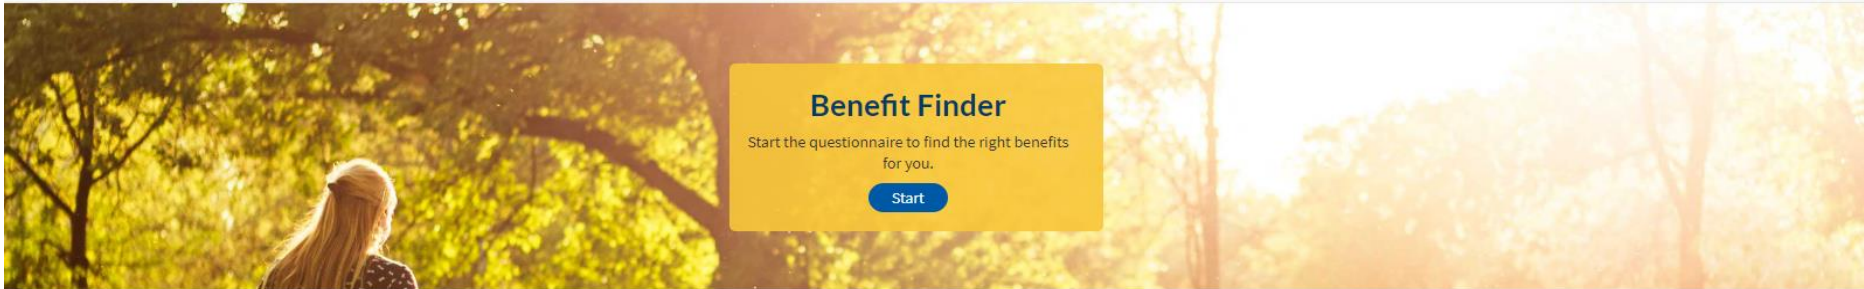 Benefit Finder
Start the questionnaire to find the right benefits
for you.
Start